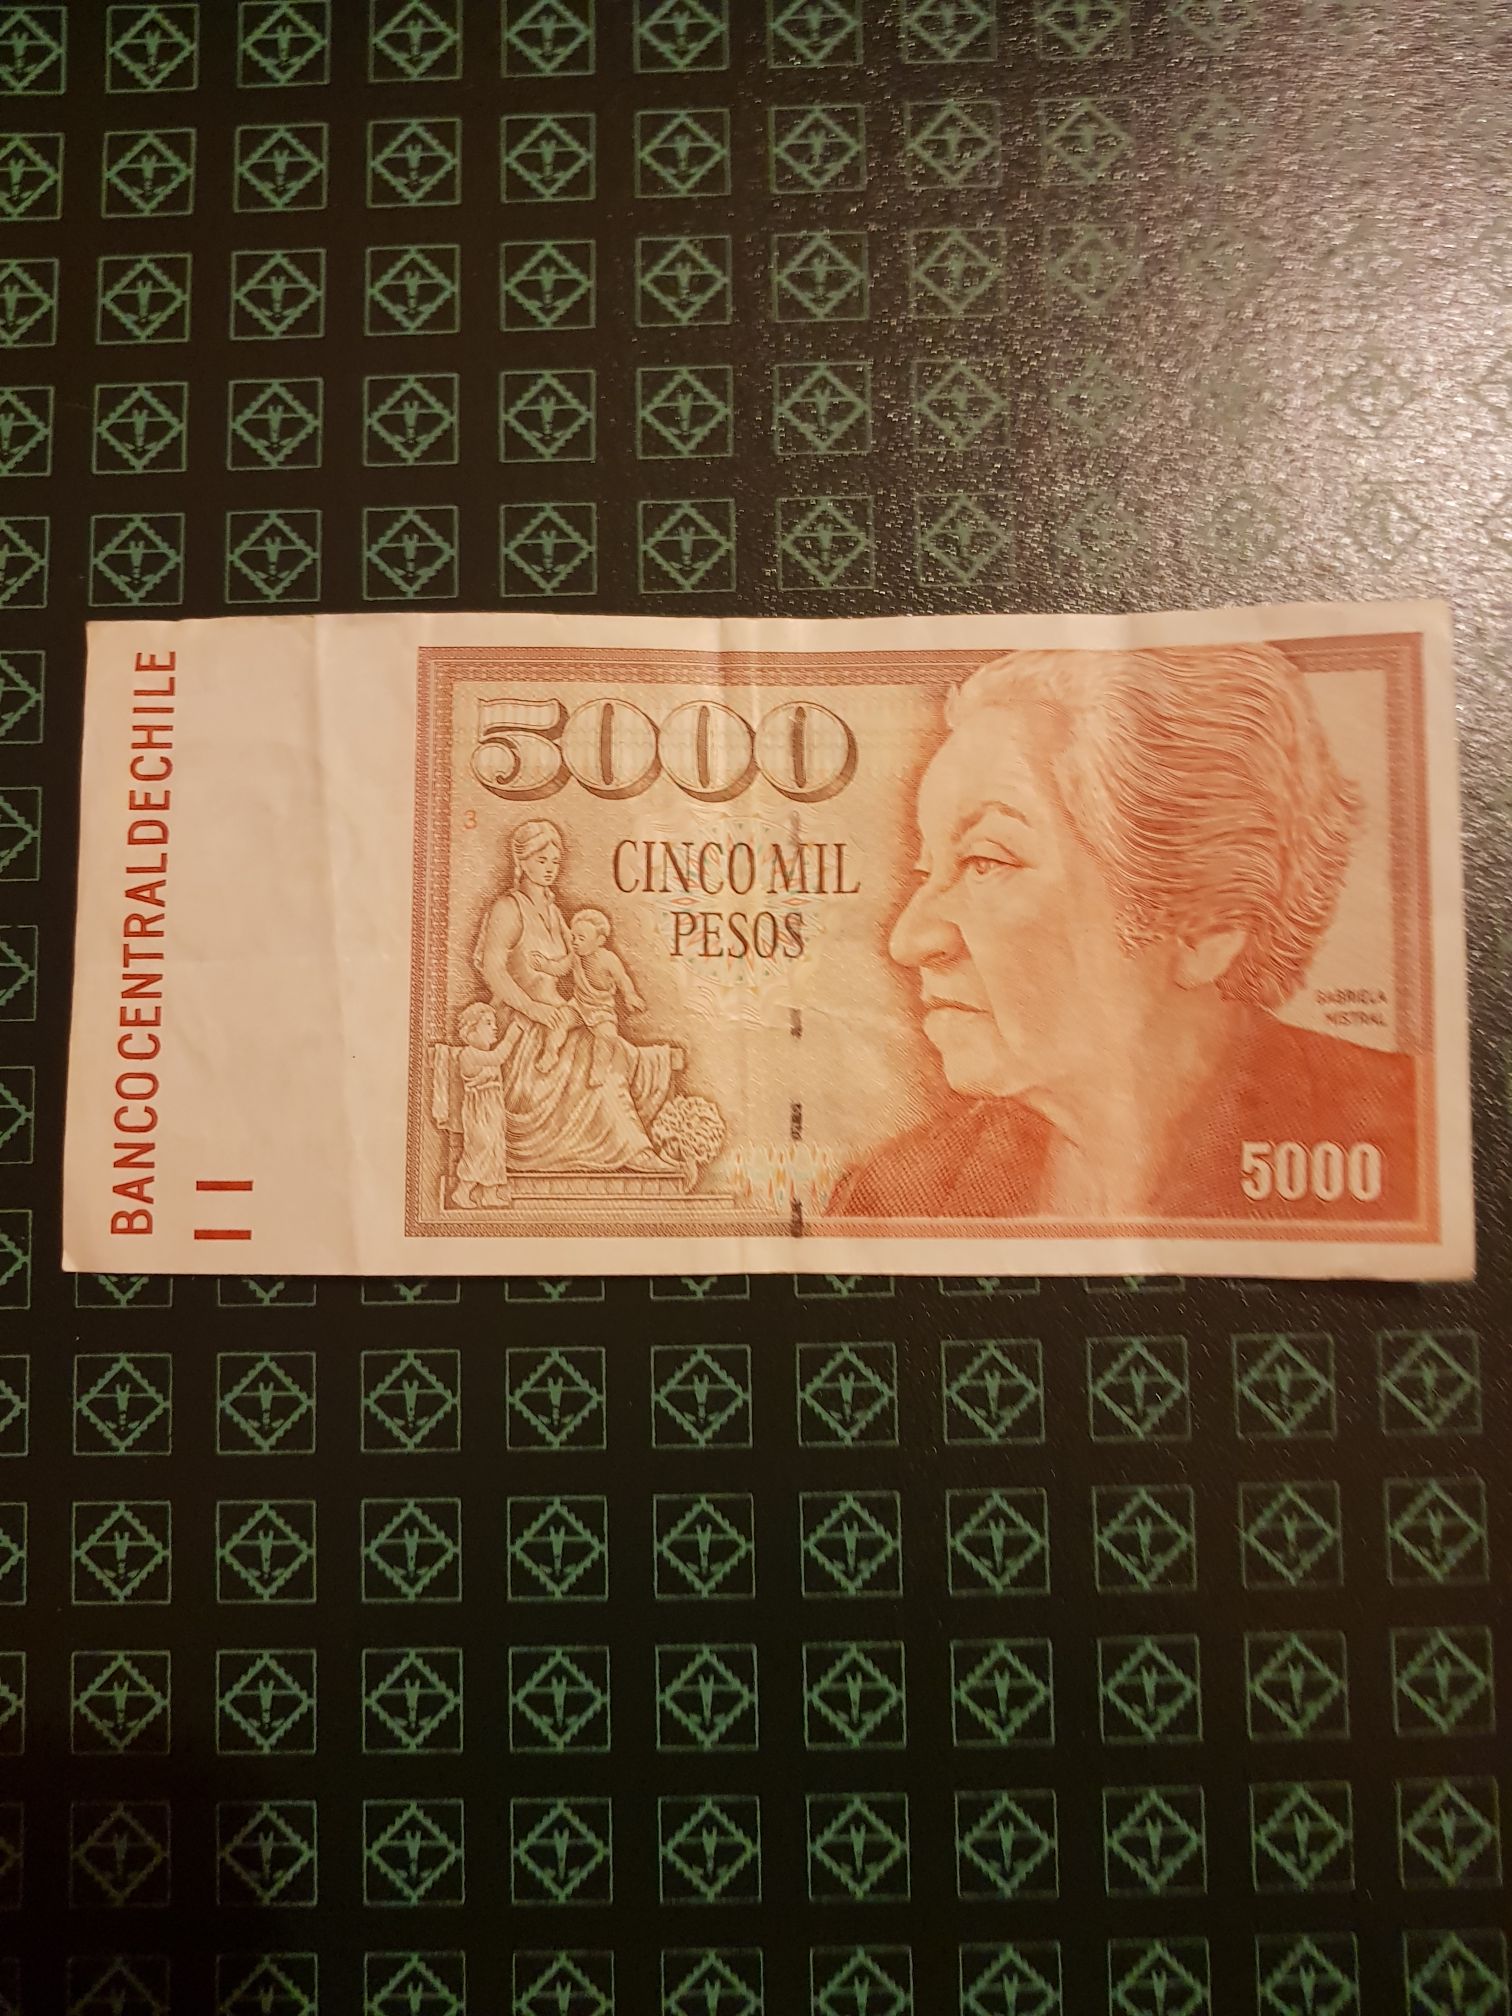 BANCO CENTRAL DE CHILE
5000
3
CINCO MIL
PESOS
GABRIELA
MISTRAL
5000